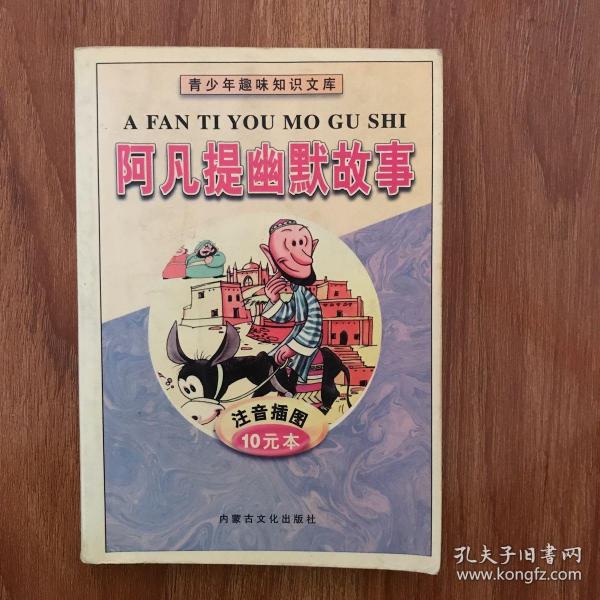 青少年趣味知识文库
A FAN TI YOU MO GU SHI
阿凡提幽默故事
注音插图
10元本
内蒙古文化出版社
孔夫子旧书网
www.kongfz.com